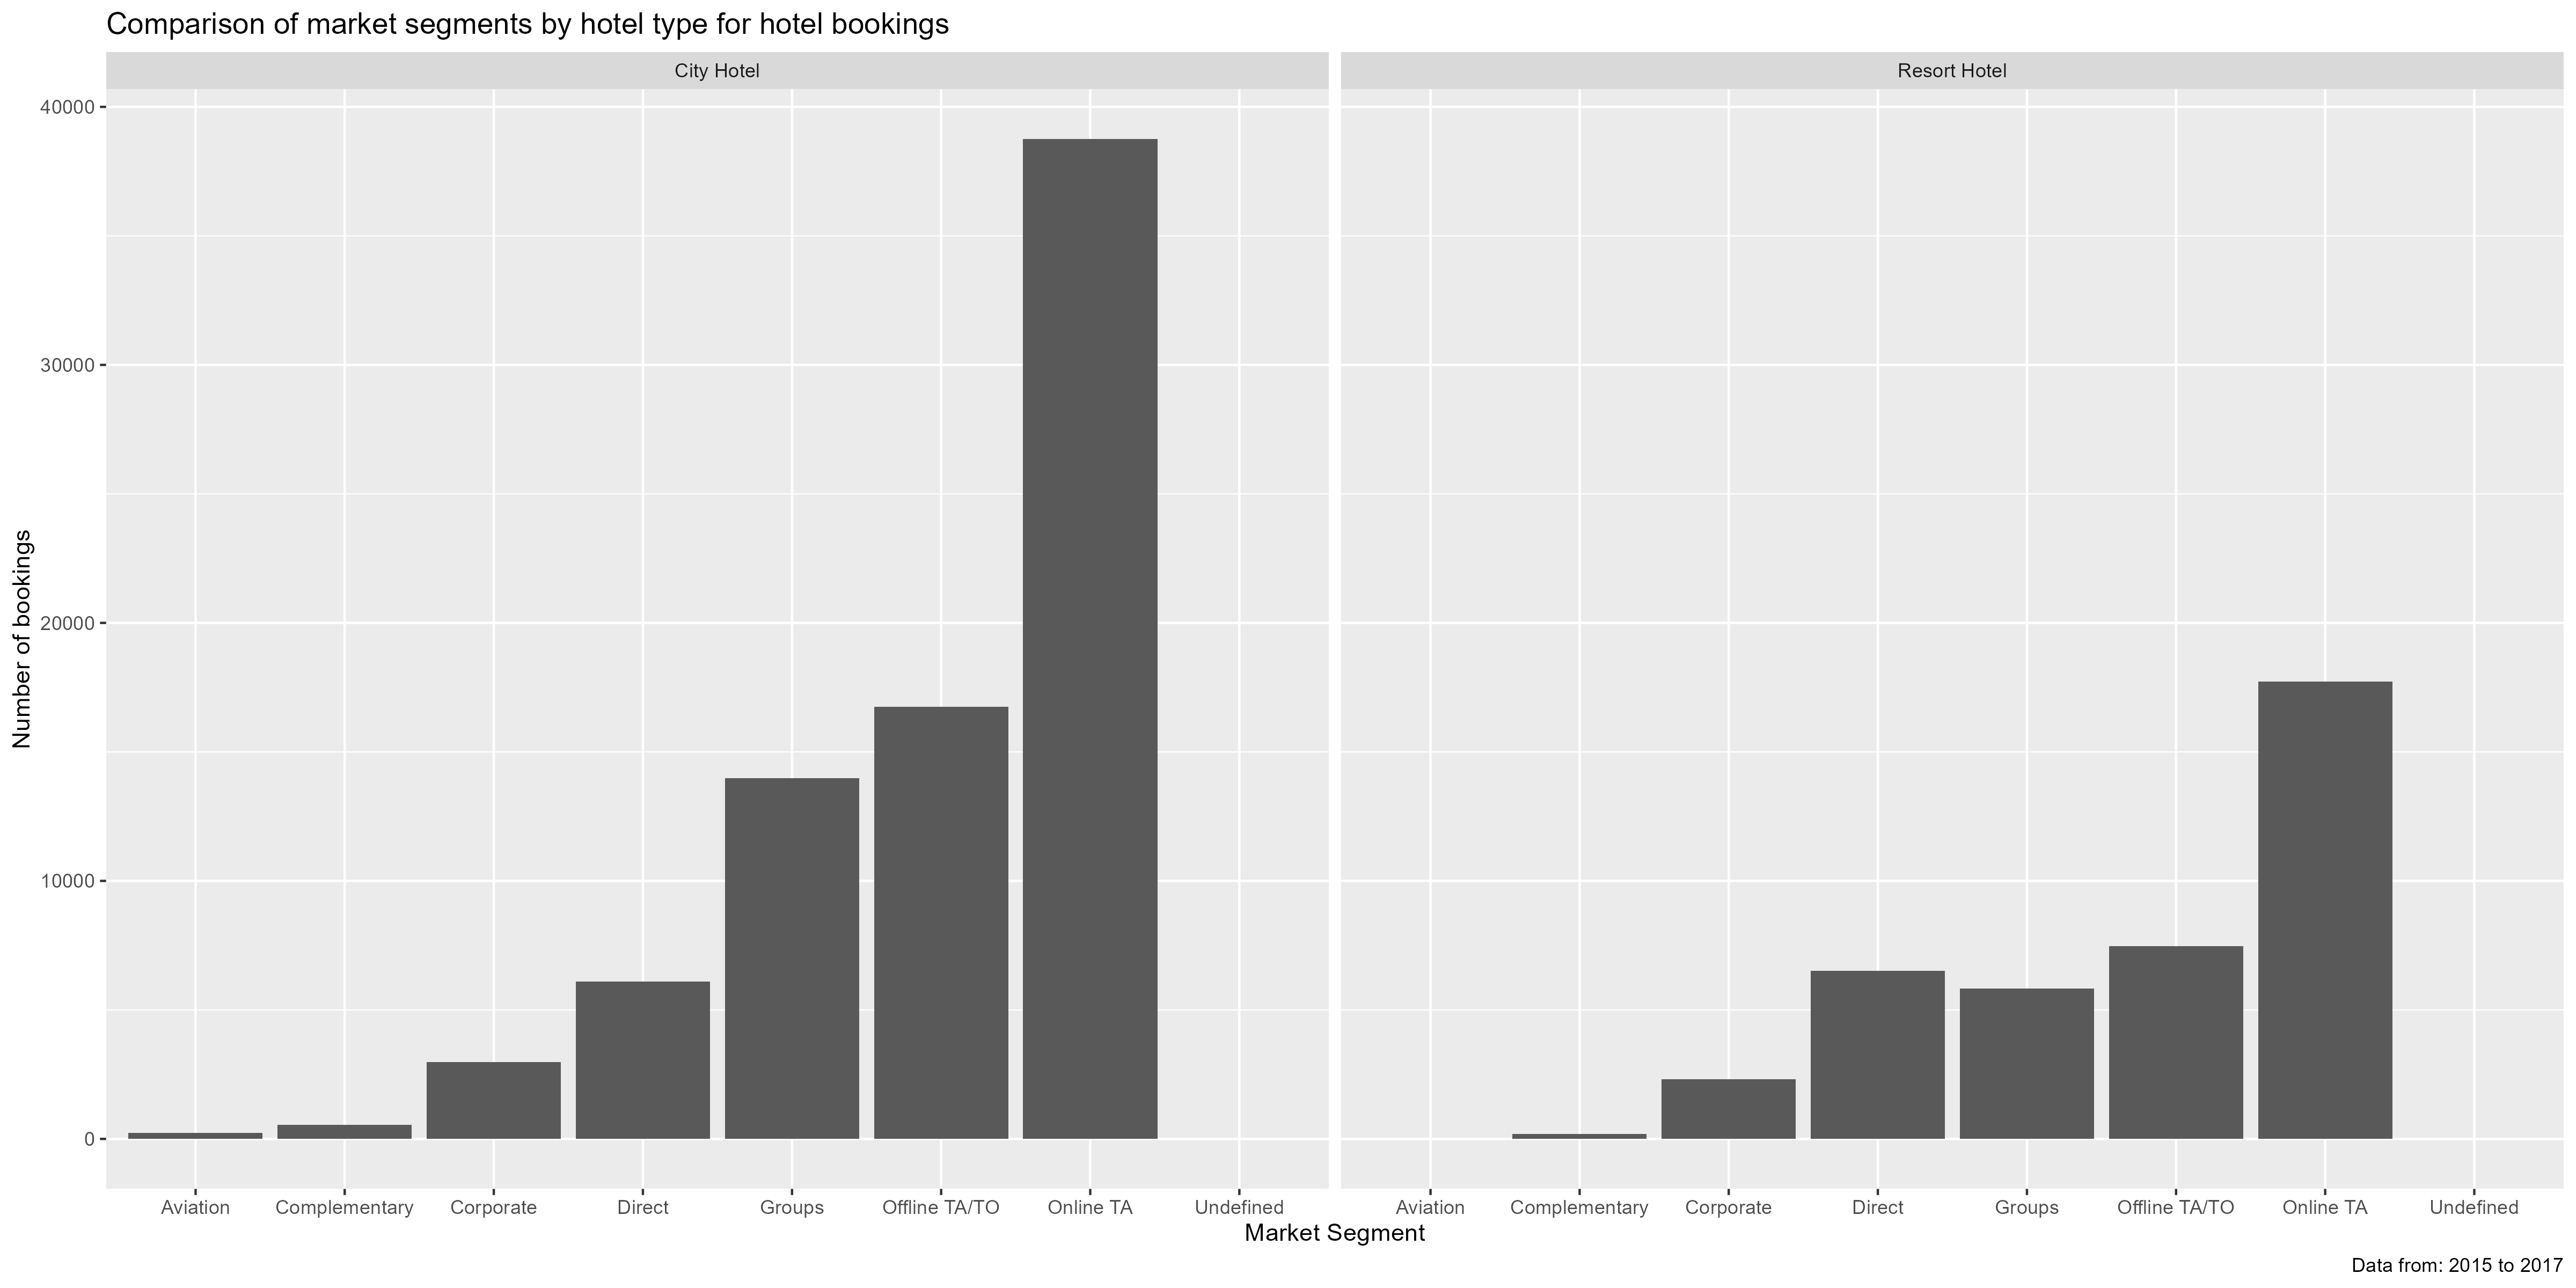 Comparison of market segments by hotel type for hotel bookings
City Hotel
Resort Hotel
Number of bookings
40000
30000
20000
10000
0
Aviation Complementary Corporate Direct Groups Offline TA/TO Online TA Undefined
Aviation Complementary Corporate Direct Groups Offline TA/TO Online TA Undefined
Market Segment
Data from: 2015 to 2017